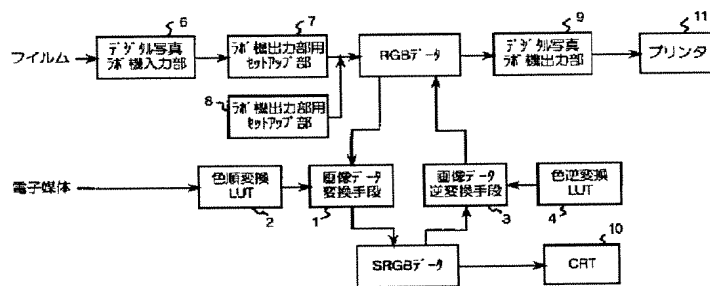 6
7
9
11
フイルム
デジタル写真
ラボ機入力部
ラボ機出力部用
セットアップ部
RGBデータ
デジタル写真
ラボ機出力部
プリンタ
8
ラボ機出力部用
セットアップ部
電子媒体
色順変換
LUT
画像データ
変換手段
画像データ
逆変換手段
色逆変換
LUT
2
1
3
4
10
SRGBデータ
CRT